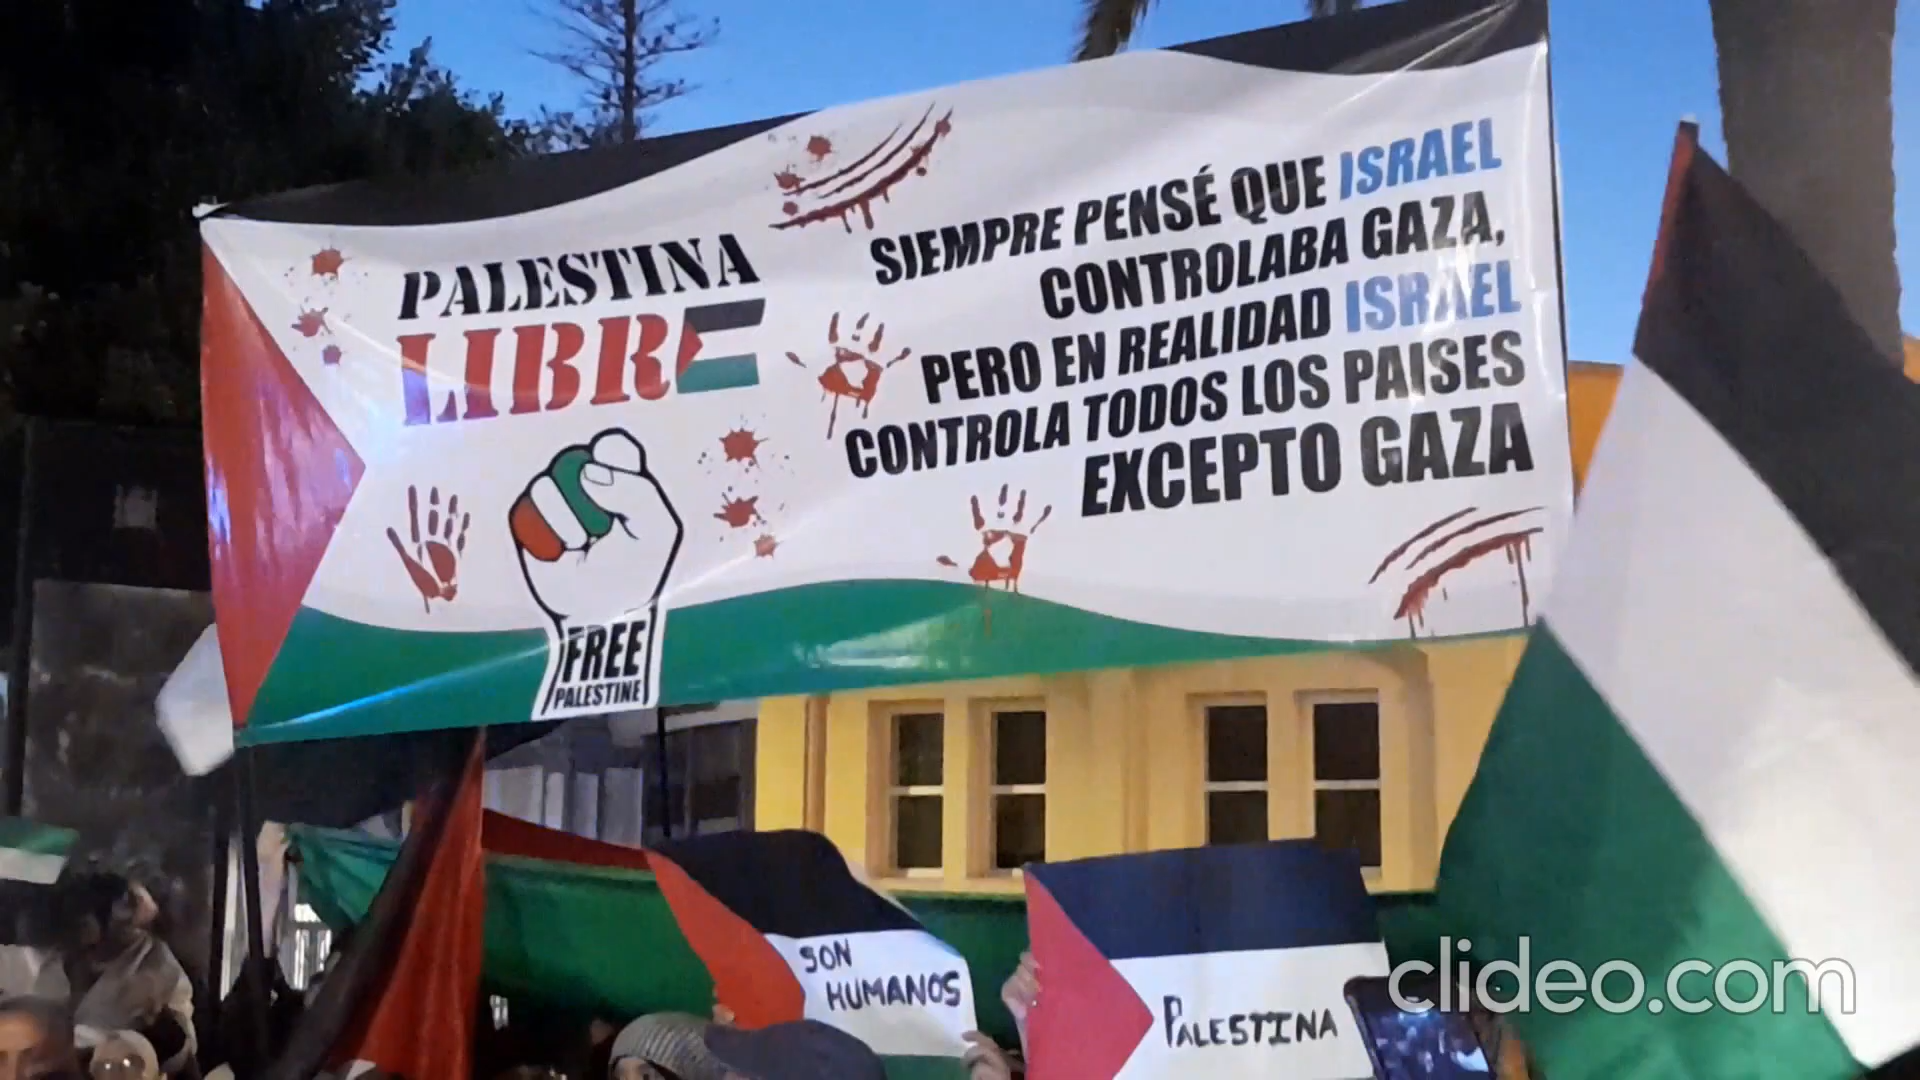 PALESTINA
LIBRE
FREE
PALESTINE
SIEMPRE PENSÉ QUE ISRAEL
CONTROLABA GAZA,
PERO EN REALIDAD ISRAEL
CONTROLA TODOS LOS PAISES
EXCEPTO GAZA
SON
HUMANOS
PALESTINA
clideo.com